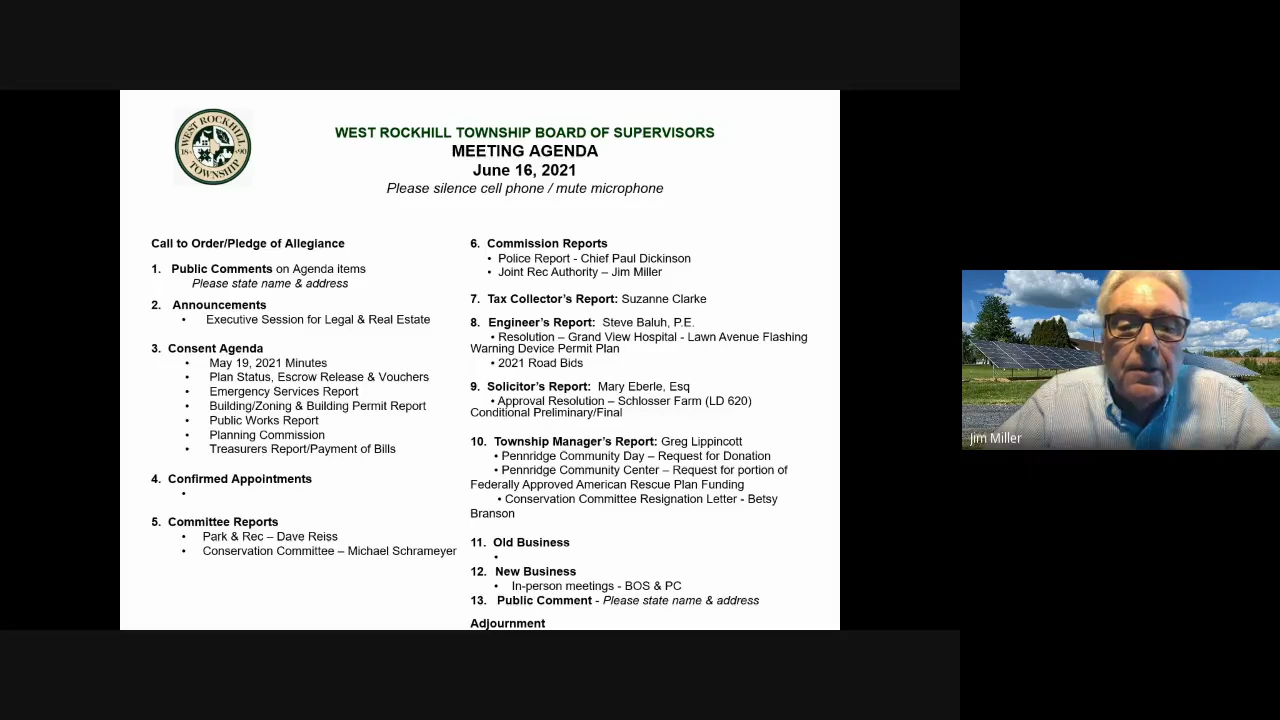 WEST ROCKHILL
18 90
TOWNSHIP
WEST ROCKHILL TOWNSHIP BOARD OF SUPERVISORS
MEETING AGENDA
June 16, 2021
Please silence cell phone / mute microphone
Call to Order/Pledge of Allegiance
1. Public Comments on Agenda items
Please state name & address
2. Announcements
• Executive Session for Legal & Real Estate
3. Consent Agenda
• May 19, 2021 Minutes
• Plan Status, Escrow Release & Vouchers
• Emergency Services Report
• Building/Zoning & Building Permit Report
• Public Works Report
• Planning Commission
• Treasurers Report/Payment of Bills
4. Confirmed Appointments
•
5. Committee Reports
• Park & Rec – Dave Reiss
• Conservation Committee – Michael Schrameyer
6. Commission Reports
• Police Report - Chief Paul Dickinson
• Joint Rec Authority – Jim Miller
7. Tax Collector's Report: Suzanne Clarke
8. Engineer's Report: Steve Baluh, P.E.
• Resolution – Grand View Hospital - Lawn Avenue Flashing
Warning Device Permit Plan
• 2021 Road Bids
9. Solicitor's Report: Mary Eberle, Esq
• Approval Resolution – Schlosser Farm (LD 620)
Conditional Preliminary/Final
10. Township Manager's Report: Greg Lippincott
• Pennridge Community Day – Request for Donation
• Pennridge Community Center – Request for portion of
Federally Approved American Rescue Plan Funding
• Conservation Committee Resignation Letter - Betsy
Branson
11. Old Business
•
12. New Business
• In-person meetings - BOS & PC
13. Public Comment - Please state name & address
Adjournment
Jim Miller